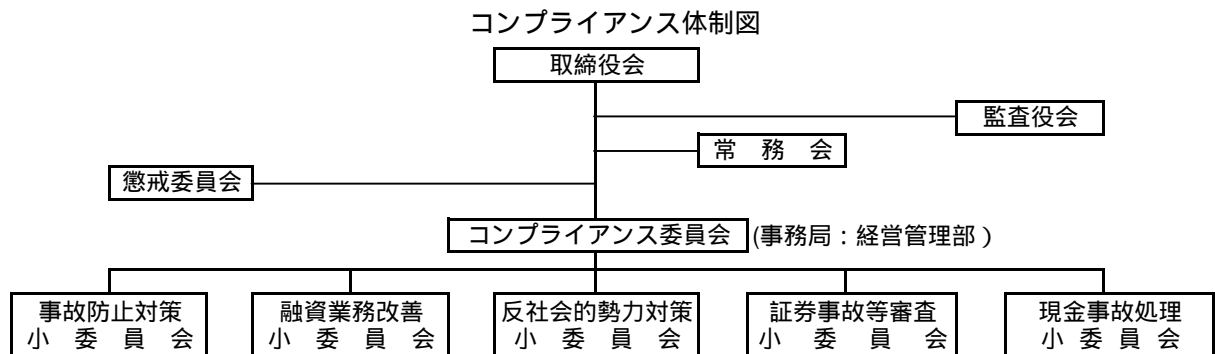 コンプライアンス体制図
取締役会
監査役会
常務会
懲戒委員会
コンプライアンス委員会 (事務局：経営管理部)
事故防止対策
小委員会
融資業務改善
小委員会
反社会的勢力対策
小委員会
証券事故等審査
小委員会
現金事故処理
小委員会